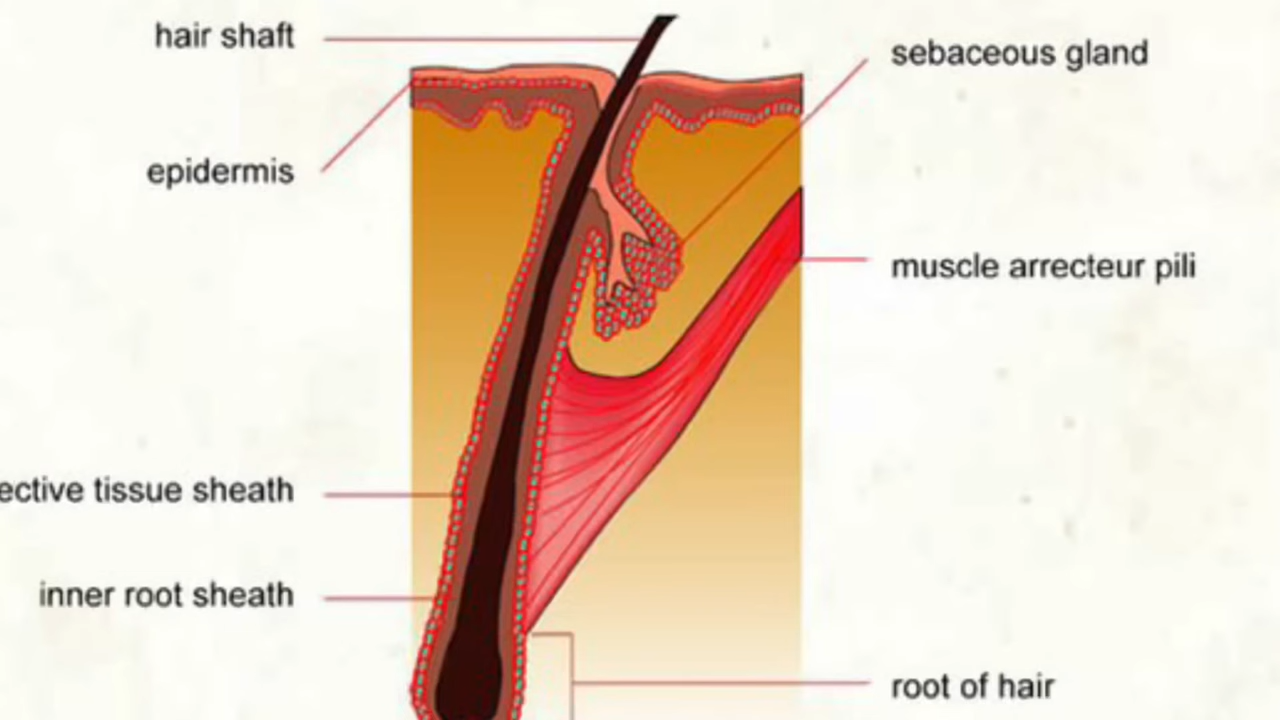 hair shaft
sebaceous gland
epidermis
muscle arrecteur pili
ective tissue sheath
inner root sheath
root of hair